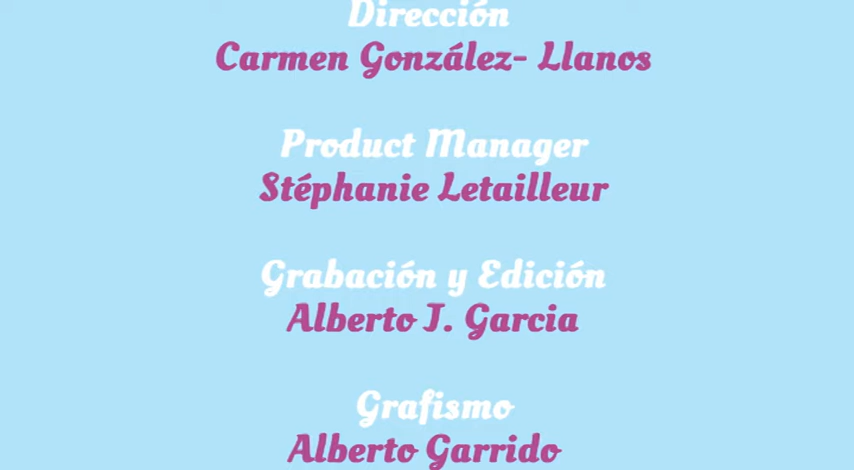 Dirección
Carmen González- Llanos
Product Manager
Stéphanie Letailleur
Grabación y Edición
Alberto J. Garcia
Grafismo
Alberto Garrido